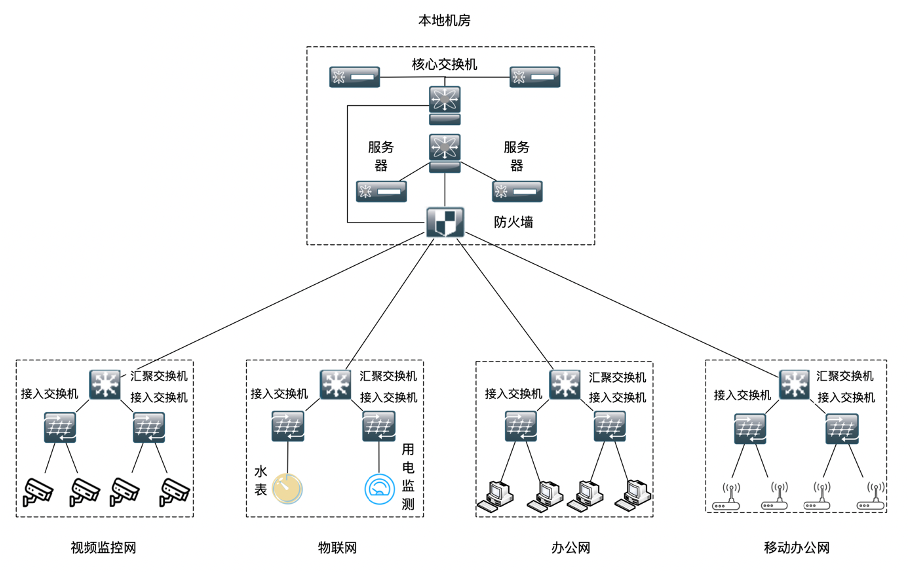 本地机房
核心交换机
服务
器
服务
器
防火墙
汇聚交换机
接入交换机
接入交换机
视频监控网
汇聚交换机
接入交换机
接入交换机
水
表
用
电
监
测
物联网
汇聚交换机
接入交换机
接入交换机
办公网
汇聚交换机
接入交换机
接入交换机
移动办公网